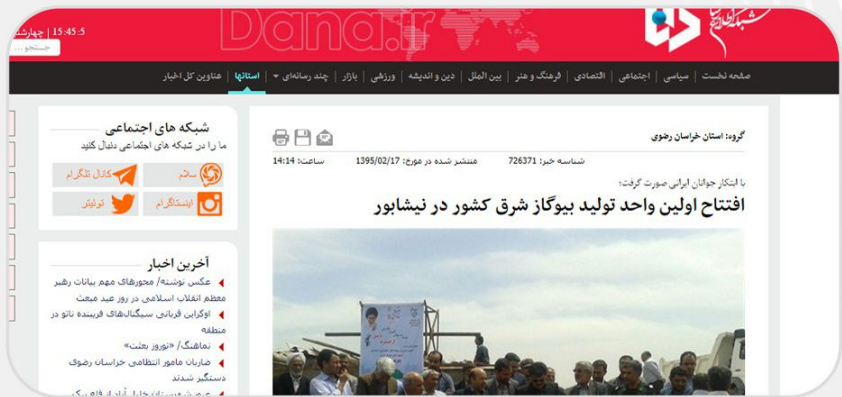 15:45:5 | چهارشنبه
جستجو ...
Dana.ir
شبکه اطلاع رسانی
دانا
صفحه نخست | سیاسی | اجتماعی | اقتصادی | فرهنگ و هنر | بین الملل | دین و اندیشه | ورزشی | بازار | چند رسانه‌ای | استانها | عناوین کل اخبار
گروه: استان خراسان رضوی
شناسه خبر: 726371 منتشر شده در مورخ: 1395/02/17 ساعت: 14:14
با ابتکار جوانان ایرانی صورت گرفت؛
افتتاح اولین واحد تولید بیوگاز شرق کشور در نیشابور
شبکه های اجتماعی
ما را در شبکه های اجتماعی دنبال کنید
سلام کانال تلگرام
اینستاگرام توئیتر
آخرین اخبار
عکس نوشته/ محورهای مهم بیانات رهبر
معظم انقلاب اسلامی در روز عید مبعث
اوکراین قربانی سیگنال‌های فریبنده ناتو در
منطقه
نماهنگ/ «نوروز بعثت»
ضاربان مامور انتظامی خراسان رضوی
دستگیر شدند